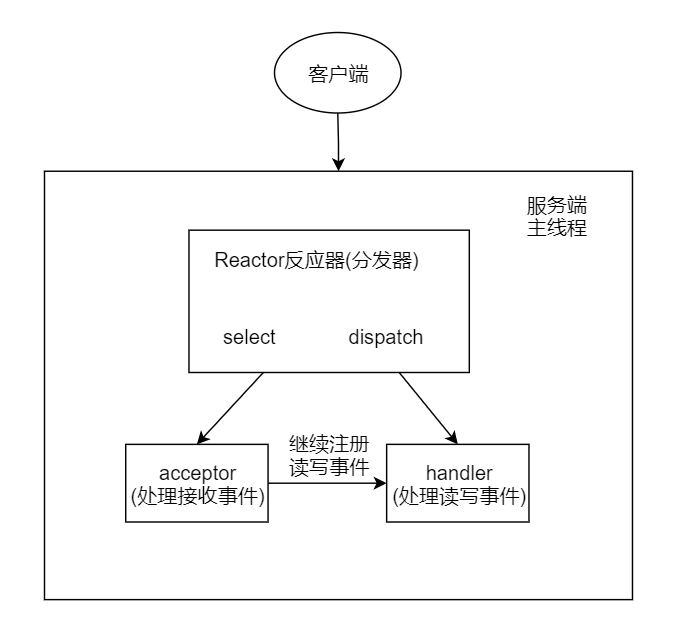 客户端
服务端
主线程
Reactor反应器(分发器)
select
dispatch
继续注册
读写事件
acceptor
(处理接收事件)
handler
(处理读写事件)